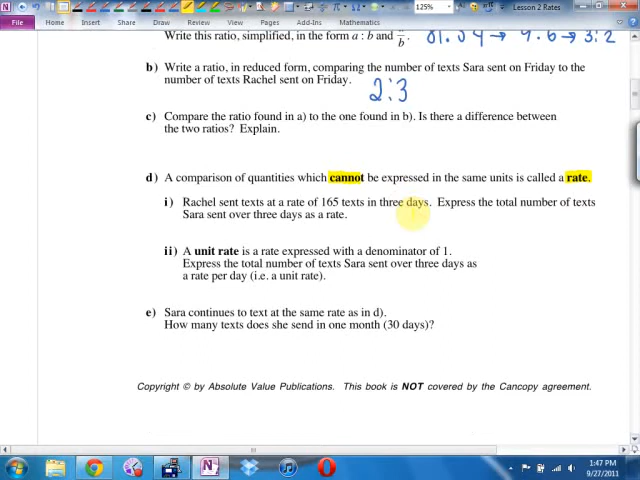 File Home Insert Share Draw Review View Add-Ins Mathematics
125%
Lesson 2 Rates
Write this ratio, simplified, in the form a : b and
b
81:54 → 9:6 → 3:2
b) Write a ratio, in reduced form, comparing the number of texts Sara sent on Friday to the
number of texts Rachel sent on Friday.
2:3
c) Compare the ratio found in a) to the one found in b). Is there a difference between
the two ratios? Explain.
d) A comparison of quantities which cannot be expressed in the same units is called a rate.
i) Rachel sent texts at a rate of 165 texts in three days. Express the total number of texts
Sara sent over three days as a rate.
ii) A unit rate is a rate expressed with a denominator of 1.
Express the total number of texts Sara sent over three days as
a rate per day (i.e. a unit rate).
e) Sara continues to text at the same rate as in d).
How many texts does she send in one month (30 days)?
Copyright © by Absolute Value Publications. This book is NOT covered by the Cancopy agreement.
1:47 PM
9/27/2011